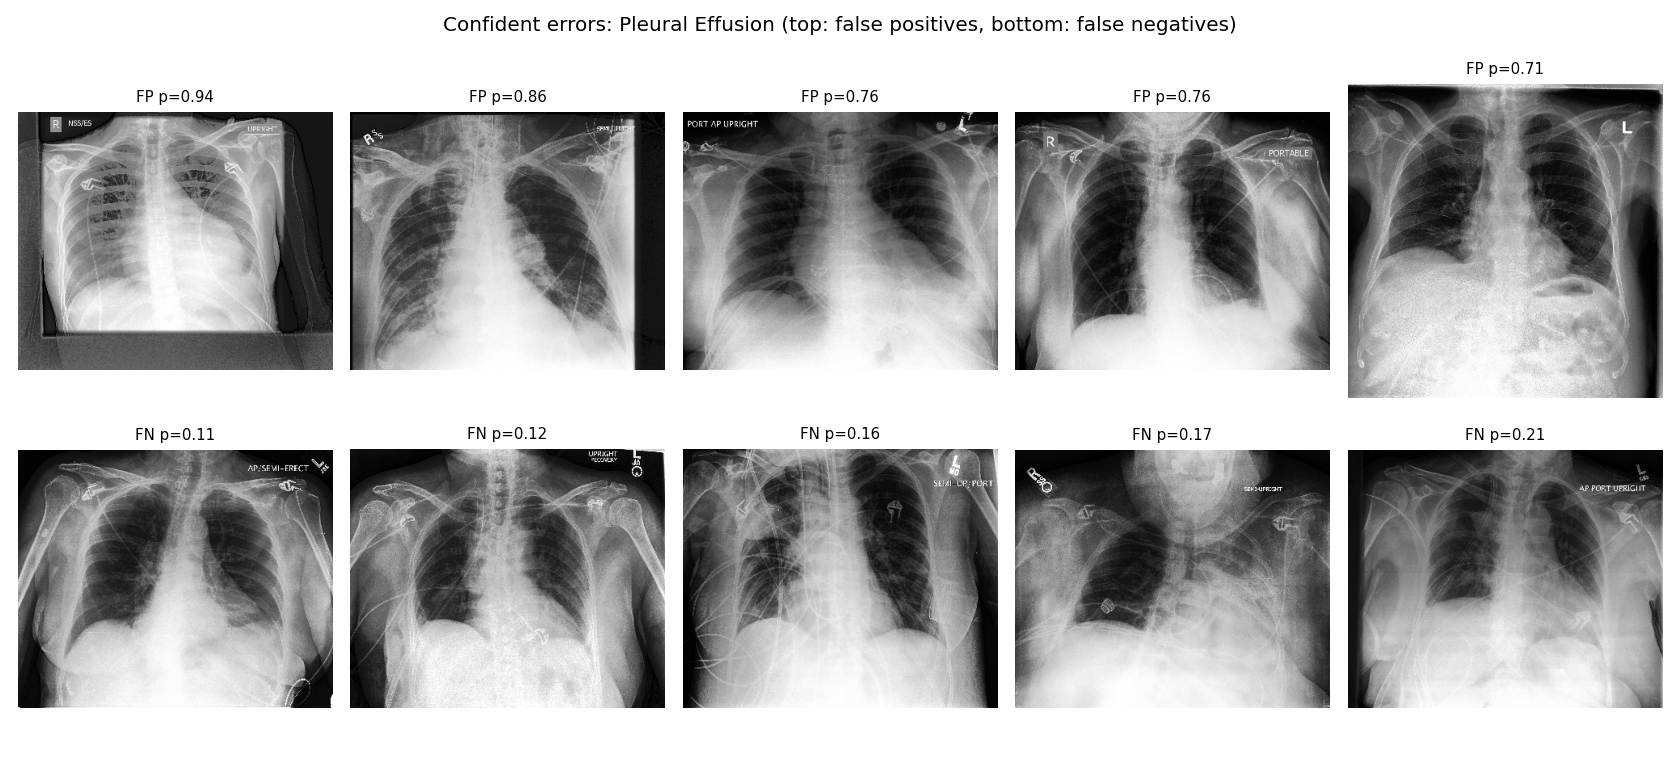 Confident errors: Pleural Effusion (top: false positives, bottom: false negatives)
FP p=0.94
FP p=0.86
FP p=0.76
FP p=0.76
FP p=0.71
R NSS/ES
UPRIGHT
R
PORT AP UPRIGHT
L
R
PORTABLE
L
FN p=0.11
FN p=0.12
FN p=0.16
FN p=0.17
FN p=0.21
AP/SEMI-ERECT
L
UPRIGHT
RECOVERY
L
SEMI-UP/PORT
SEMI-UPRIGHT
AP PORT UPRIGHT
L